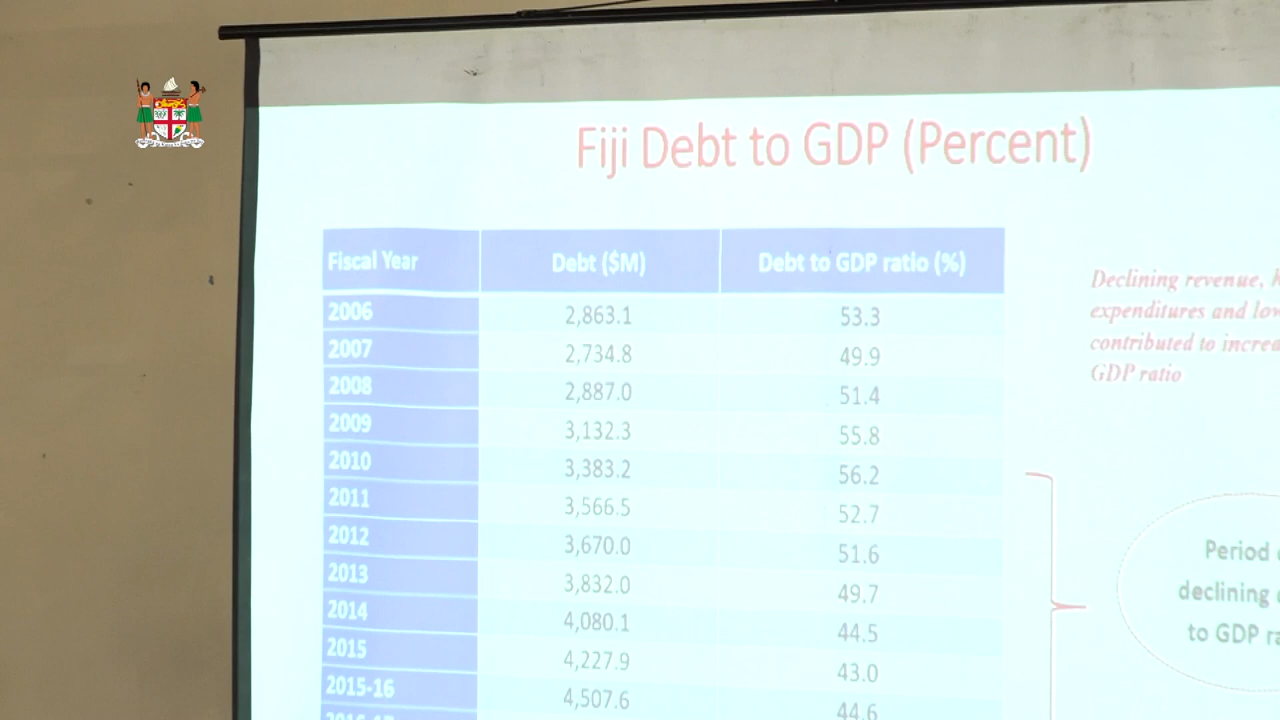 Fiji Debt to GDP (Percent)
Fiscal Year Debt ($M) Debt to GDP ratio (%)
2006 2,863.1 53.3
2007 2,734.8 49.9
2008 2,887.0 51.4
2009 3,132.3 55.8
2010 3,383.2 56.2
2011 3,566.5 52.7
2012 3,670.0 51.6
2013 3,832.0 49.7
2014 4,080.1 44.5
2015 4,227.9 43.0
2015-16 4,507.6 44.6
2016-17
Declining revenue,
expenditures and
contributed to
GDP ratio
Period
declining
to GDP